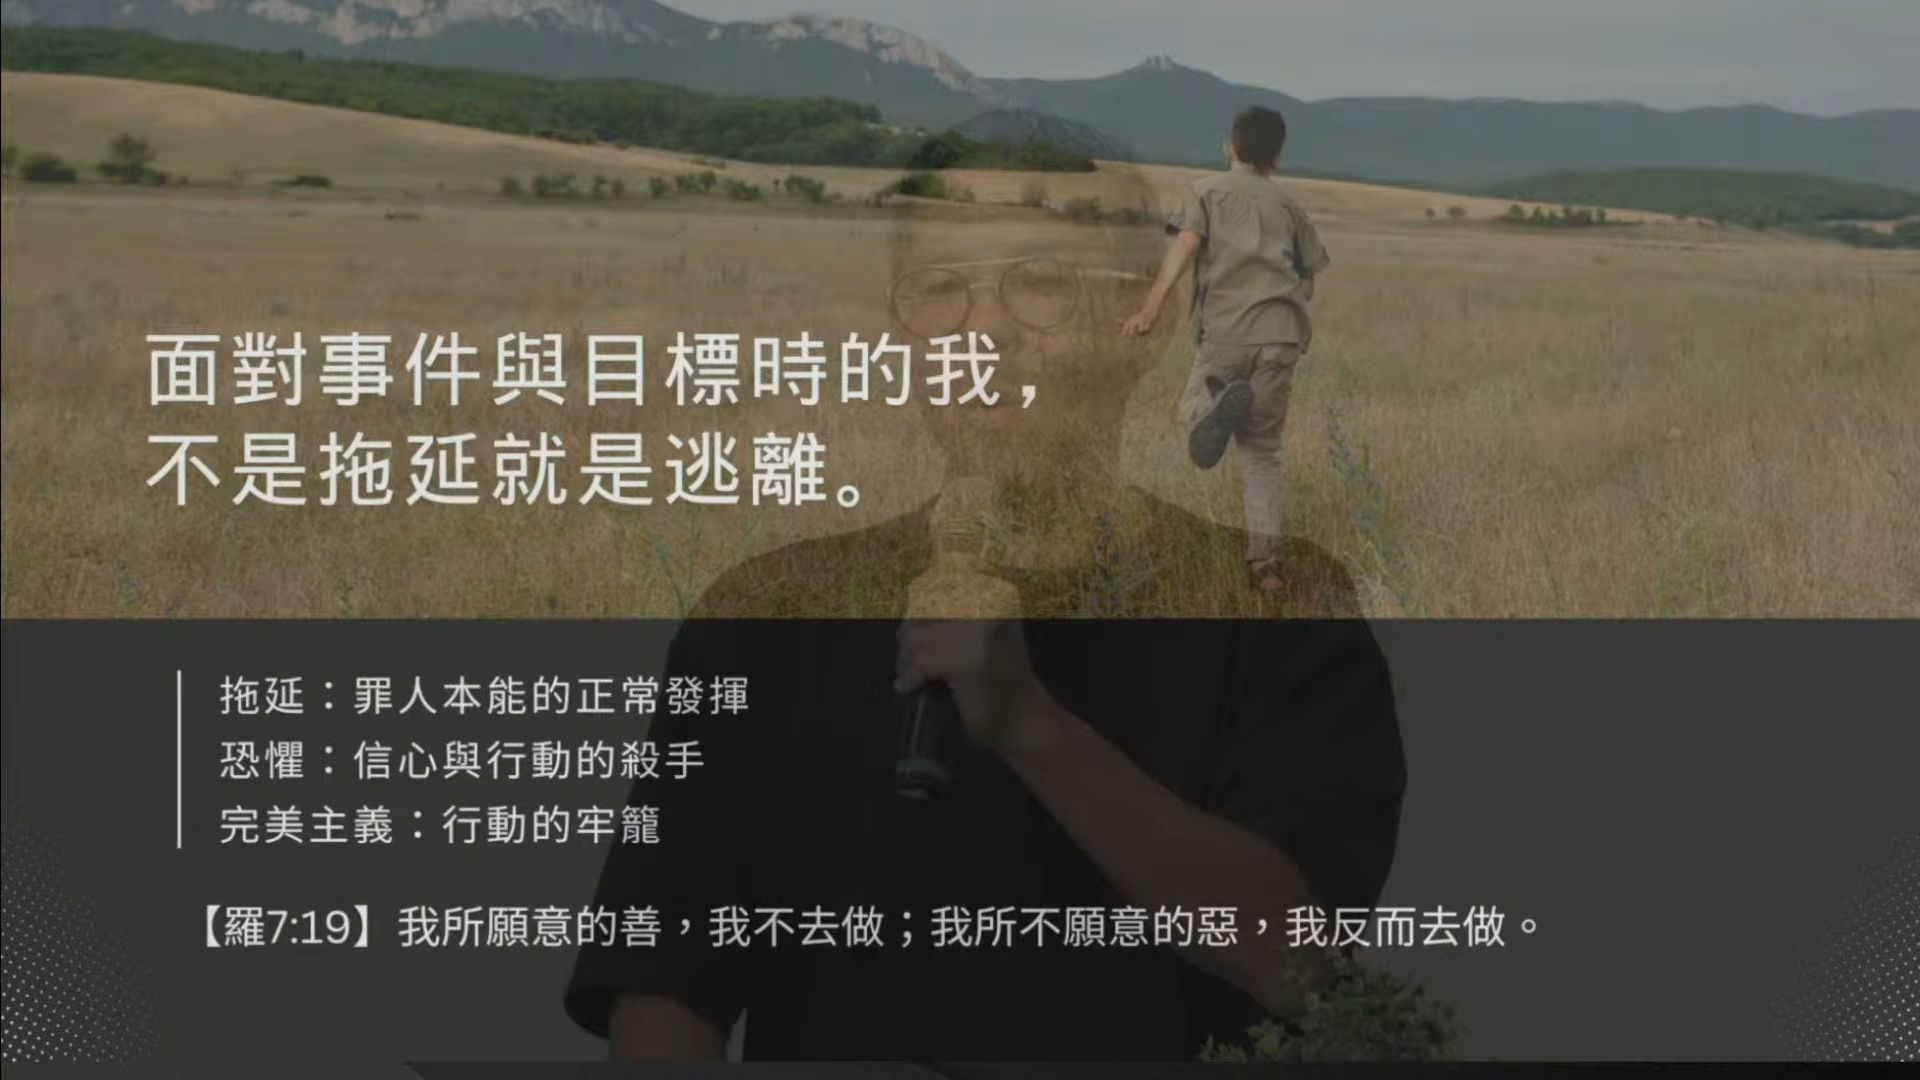 面對事件與目標時的我，
不是拖延就是逃離。
拖延：罪人本能的正常發揮
恐懼：信心與行動的殺手
完美主義：行動的牢籠
【羅7:19】我所願意的善，我不去做；我所不願意的惡，我反而去做。